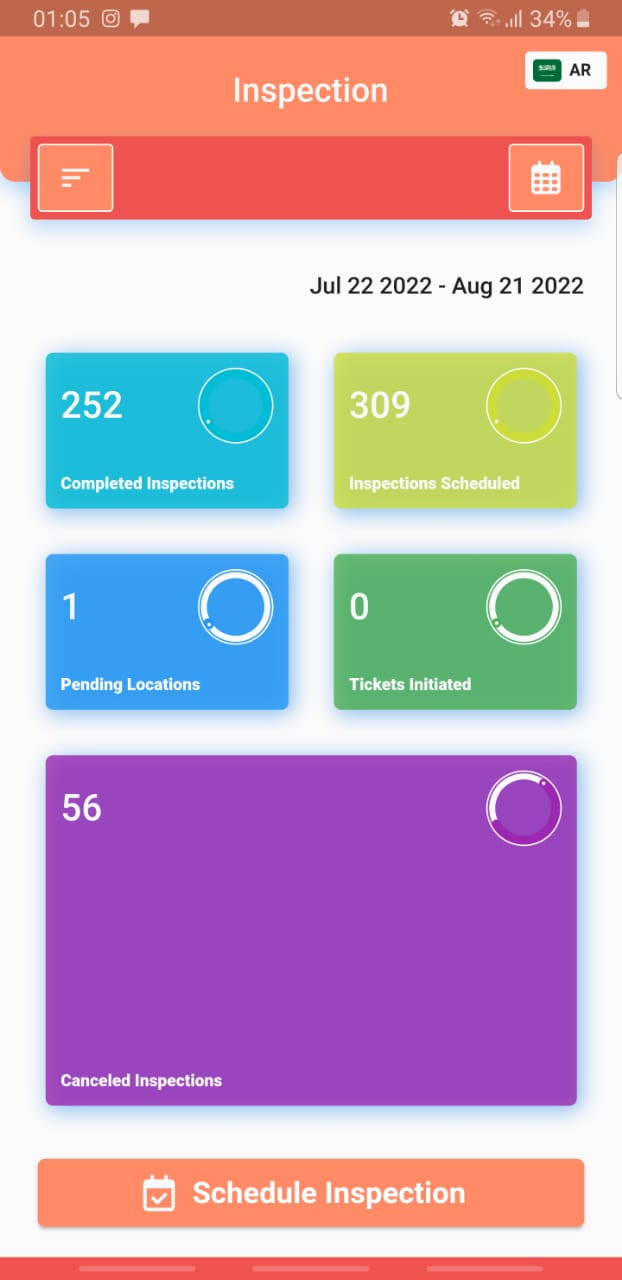 01:05 34%
AR
Inspection
Jul 22 2022 - Aug 21 2022
252 309
Completed Inspections Inspections Scheduled
1 0
Pending Locations Tickets Initiated
56
Canceled Inspections
Schedule Inspection